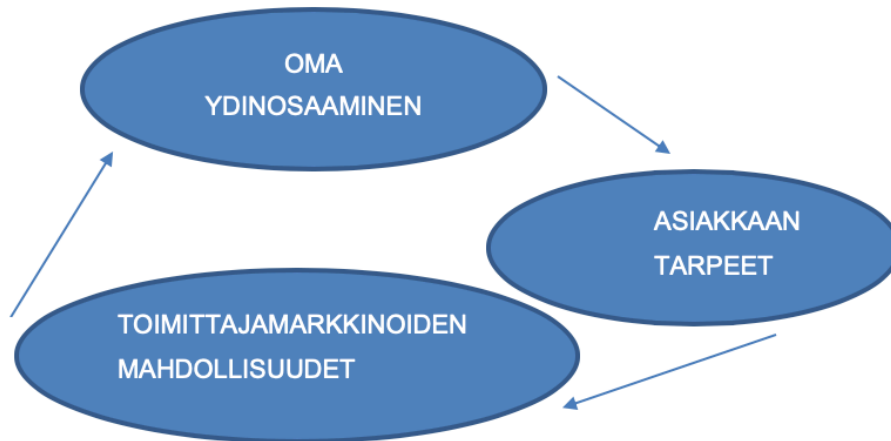 OMA
YDINOSAAMINEN
ASIAKKAAN
TARPEET
TOIMITTAJAMARKKINOIDEN
MAHDOLLISUUDET